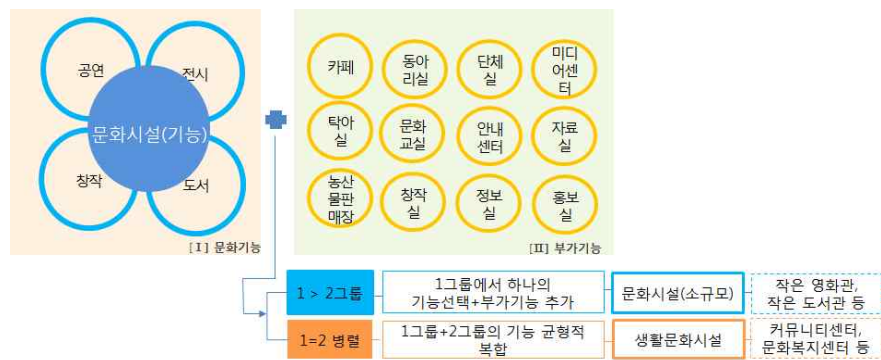 공연
전시
문화시설(기능)
창작
도서
[Ⅰ] 문화기능
카페
동아
리실
단체
실
미디
어센
터
탁아
실
문화
교실
안내
센터
자료
실
농산
물판
매장
창작
실
정보
실
홍보
실
[Ⅱ] 부가기능
1 > 2그룹
1그룹에서 하나의
기능선택+부가기능 추가
문화시설(소규모)
작은 영화관,
작은 도서관 등
1=2 병렬
1그룹+2그룹의 기능 균형적
복합
생활문화시설
커뮤니티센터,
문화복지센터 등